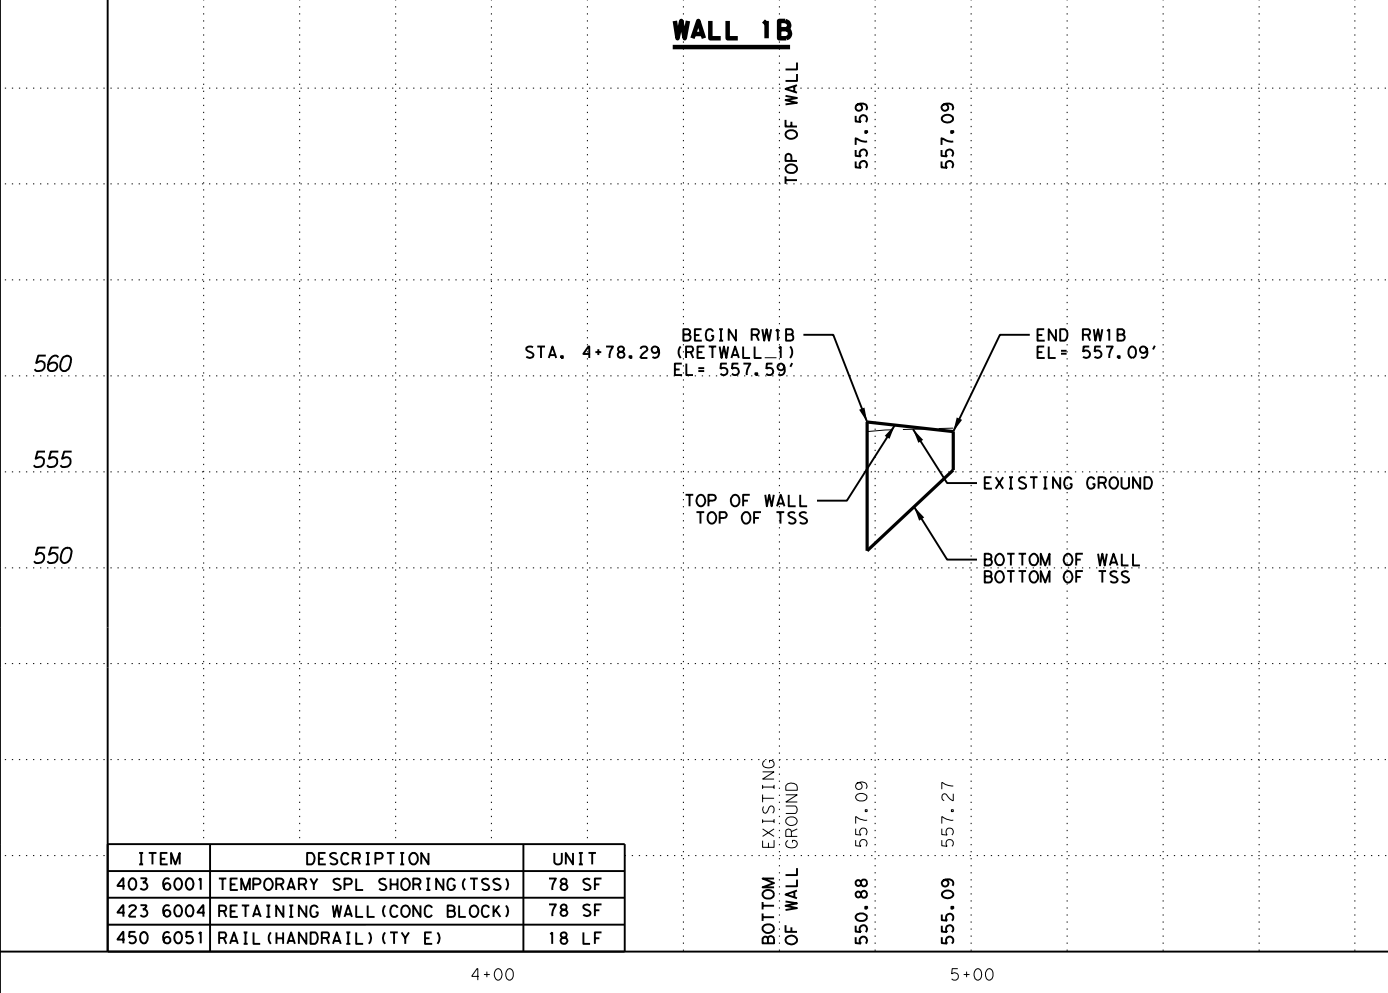 WALL 1B
TOP OF WALL
557.59
557.09
BEGIN RW1B
STA. 4+78.29 (RETWALL_1)
EL= 557.59'
END RW1B
EL= 557.09'
560
555
550
TOP OF WALL
TOP OF TSS
EXISTING GROUND
BOTTOM OF WALL
BOTTOM OF TSS
EXISTING
GROUND
557.09
557.27
BOTTOM
OF WALL
550.88
555.09
ITEM DESCRIPTION UNIT
403 6001 TEMPORARY SPL SHORING(TSS) 78 SF
423 6004 RETAINING WALL(CONC BLOCK) 78 SF
450 6051 RAIL(HANDRAIL)(TY E) 18 LF
4+00
5+00